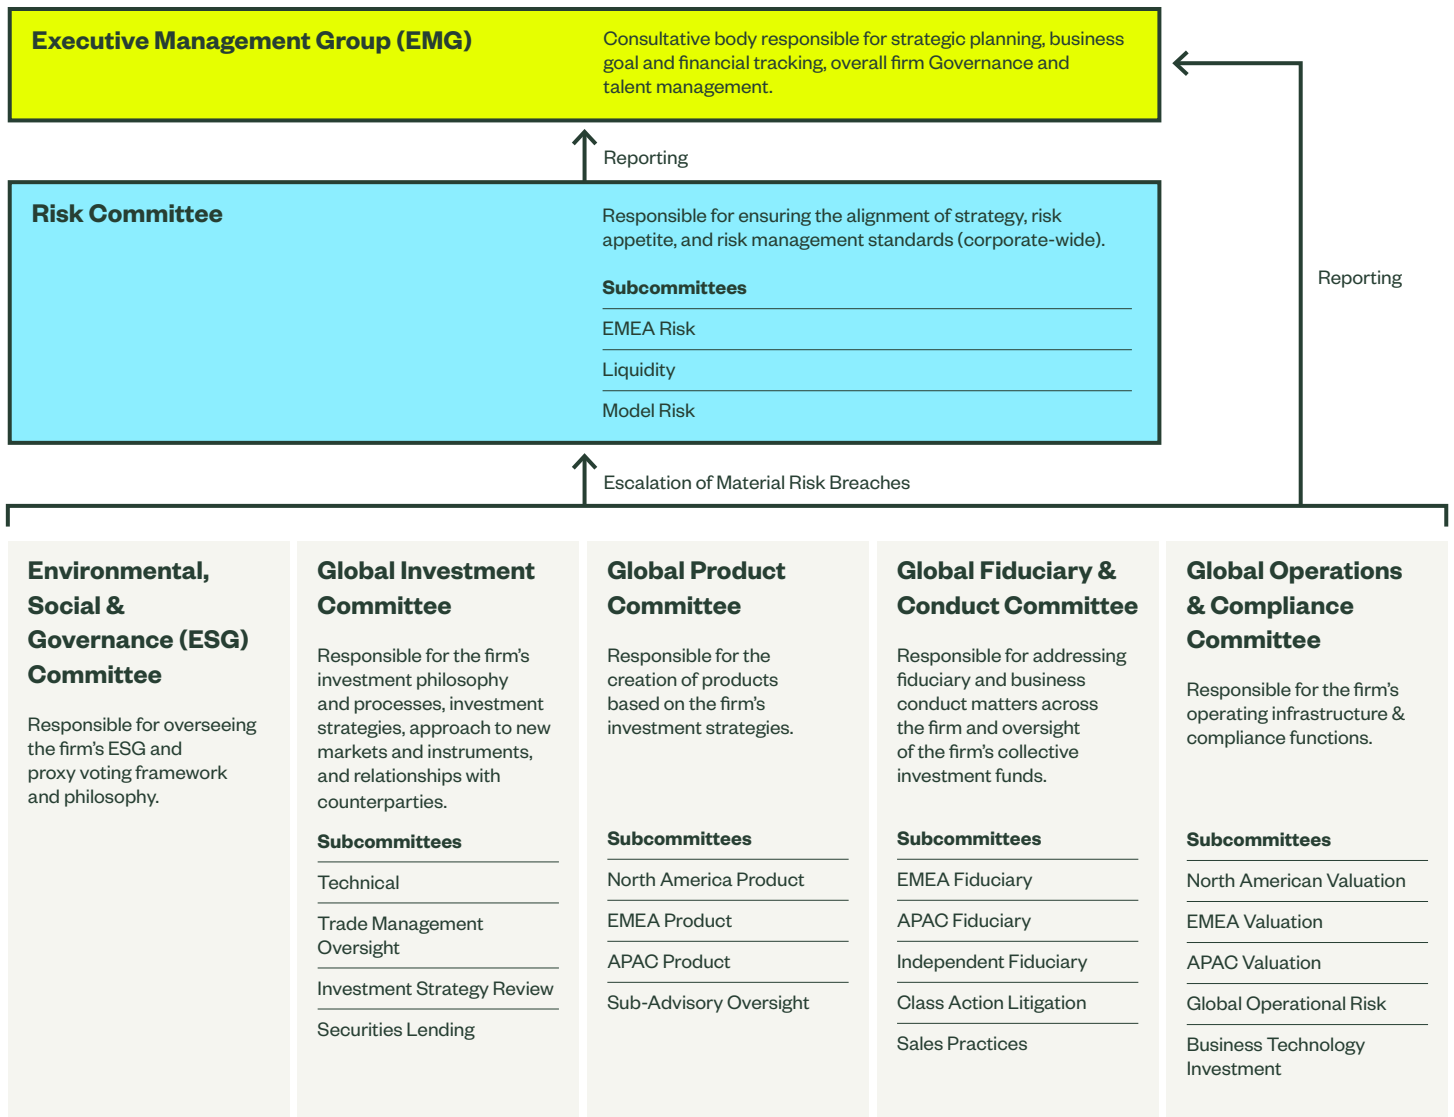 Executive Management Group (EMG)
Consultative body responsible for strategic planning, business
goal and financial tracking, overall firm Governance and
talent management.
Reporting
Risk Committee
Responsible for ensuring the alignment of strategy, risk
appetite, and risk management standards (corporate-wide).
Subcommittees
EMEA Risk
Liquidity
Model Risk
Reporting
Escalation of Material Risk Breaches
Environmental,
Social &
Governance (ESG)
Committee
Responsible for overseeing
the firm’s ESG and
proxy voting framework
and philosophy.
Global Investment
Committee
Responsible for the firm’s
investment philosophy
and processes, investment
strategies, approach to new
markets and instruments,
and relationships with
counterparties.
Subcommittees
Technical
Trade Management
Oversight
Investment Strategy Review
Securities Lending
Global Product
Committee
Responsible for the
creation of products
based on the firm’s
investment strategies.
Subcommittees
North America Product
EMEA Product
APAC Product
Sub-Advisory Oversight
Global Fiduciary &
Conduct Committee
Responsible for addressing
fiduciary and business
conduct matters across
the firm and oversight
of the firm’s collective
investment funds.
Subcommittees
EMEA Fiduciary
APAC Fiduciary
Independent Fiduciary
Class Action Litigation
Sales Practices
Global Operations
& Compliance
Committee
Responsible for the firm’s
operating infrastructure &
compliance functions.
Subcommittees
North American Valuation
EMEA Valuation
APAC Valuation
Global Operational Risk
Business Technology
Investment